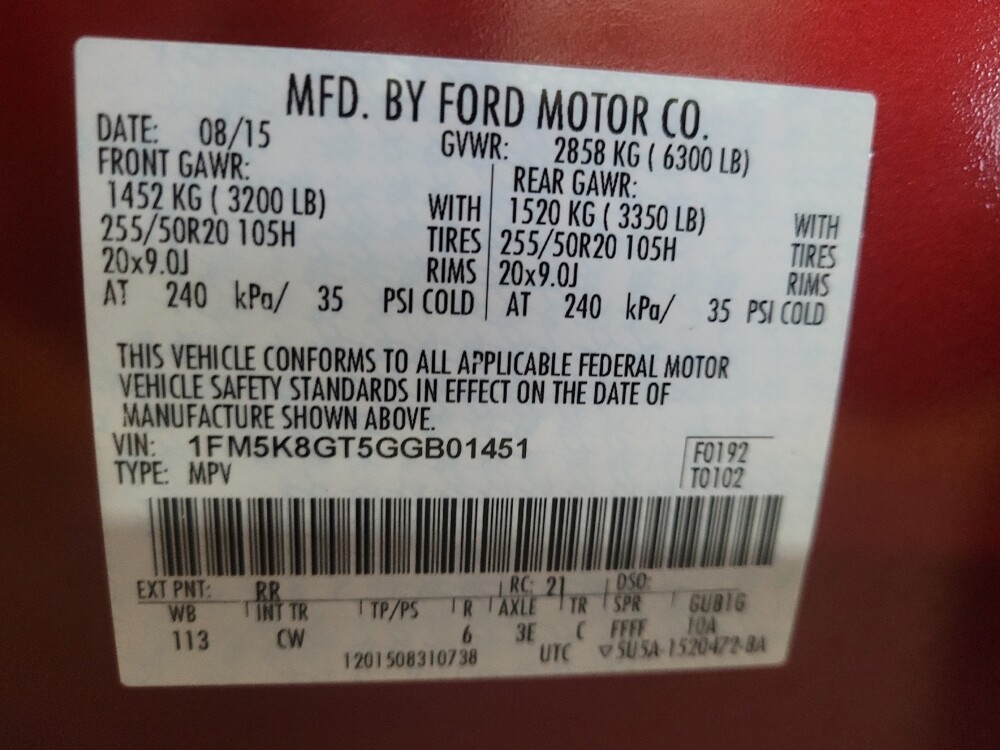 MFD. BY FORD MOTOR CO.
DATE: 08/15 GVWR: 2858 KG ( 6300 LB)
FRONT GAWR: REAR GAWR:
1452 KG ( 3200 LB) WITH 1520 KG ( 3350 LB) WITH
255/50R20 105H TIRES 255/50R20 105H TIRES
20x9.0J RIMS 20x9.0J RIMS
AT 240 kPa/ 35 PSI COLD AT 240 kPa/ 35 PSI COLD
THIS VEHICLE CONFORMS TO ALL APPLICABLE FEDERAL MOTOR
VEHICLE SAFETY STANDARDS IN EFFECT ON THE DATE OF
MANUFACTURE SHOWN ABOVE.
VIN: 1FM5K8GT5GGB01451 F0192
TYPE: MPV T0102
EXT PNT: RR RC: 21 DSO:
WB INT TR TP/PS R AXLE TR SPR GUB1G
113 CW 6 3E C FFFF 10A
1201508310738 UTC ▽5U5A-1520472-BA